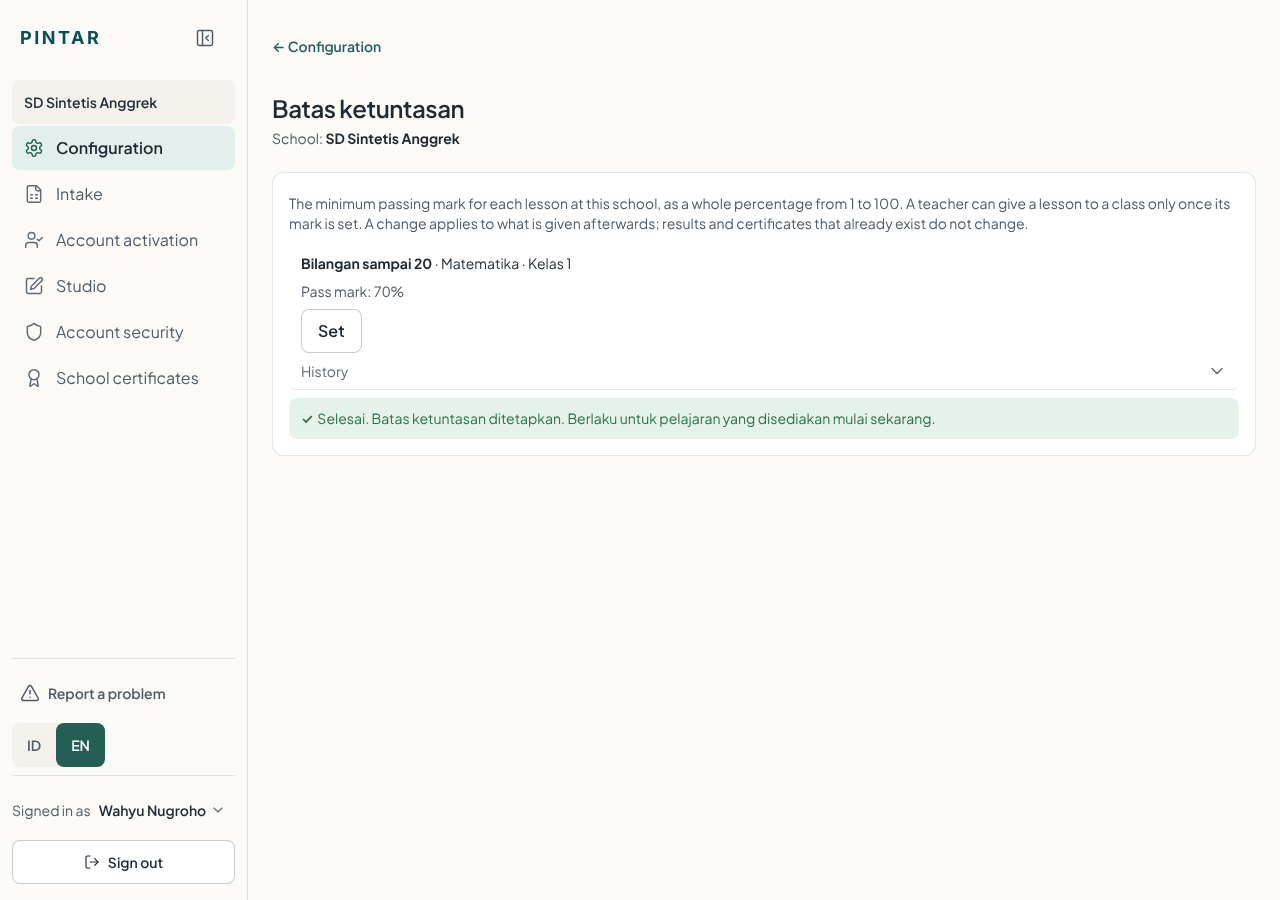 PINTAR
SD Sintetis Anggrek
Configuration
Intake
Account activation
Studio
Account security
School certificates
Report a problem
ID EN
Signed in as Wahyu Nugroho
Sign out
← Configuration
Batas ketuntasan
School: SD Sintetis Anggrek
The minimum passing mark for each lesson at this school, as a whole percentage from 1 to 100. A teacher can give a lesson to a class only once its
mark is set. A change applies to what is given afterwards; results and certificates that already exist do not change.
Bilangan sampai 20 · Matematika · Kelas 1
Pass mark: 70%
Set
History
✓ Selesai. Batas ketuntasan ditetapkan. Berlaku untuk pelajaran yang disediakan mulai sekarang.